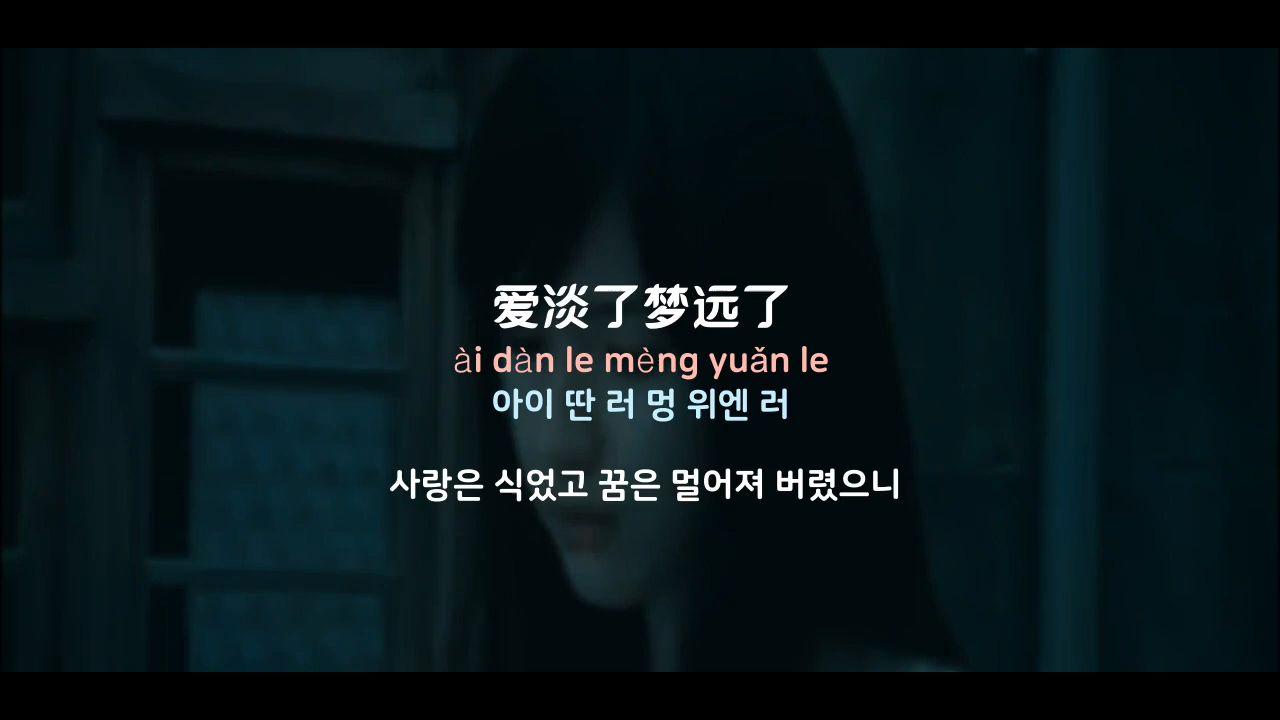 爱淡了梦远了
ài dàn le mèng yuǎn le
아이 딴 러 멍 위엔 러
사랑은 식었고 꿈은 멀어져 버렸으니